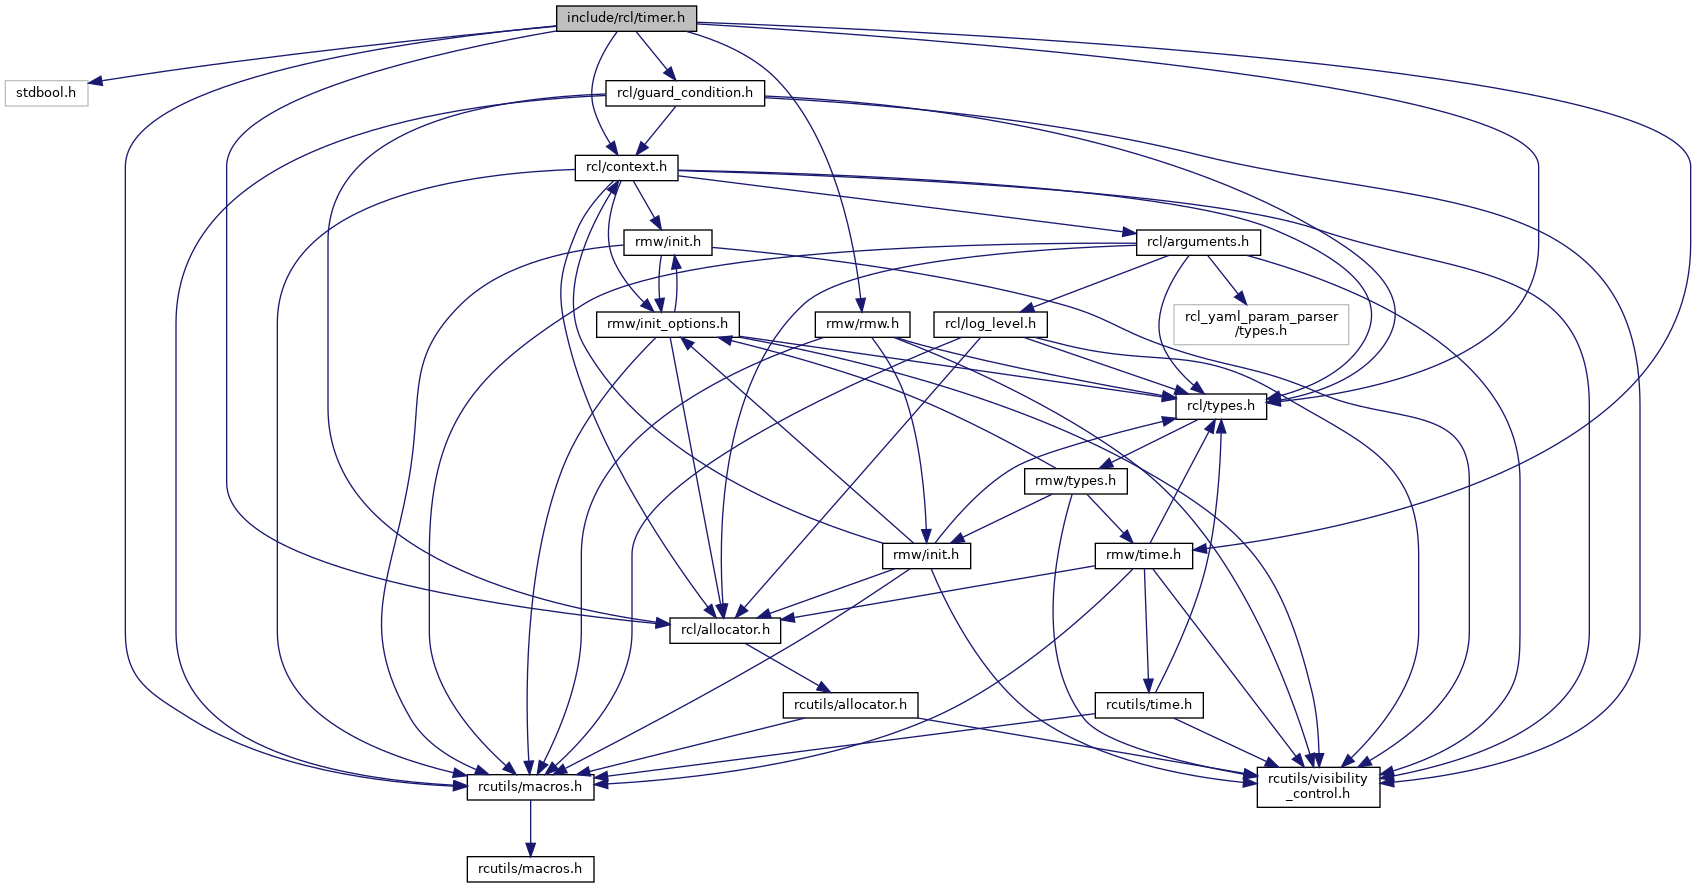 include/rcl/timer.h
stdbool.h
rcl/guard_condition.h
rcl/context.h
rmw/init.h
rcl/arguments.h
rmw/init_options.h
rmw/rmw.h
rcl/log_level.h
rcl_yaml_param_parser
/types.h
rcl/types.h
rmw/types.h
rmw/init.h
rmw/time.h
rcl/allocator.h
rcutils/allocator.h
rcutils/time.h
rcutils/macros.h
rcutils/visibility
_control.h
rcutils/macros.h